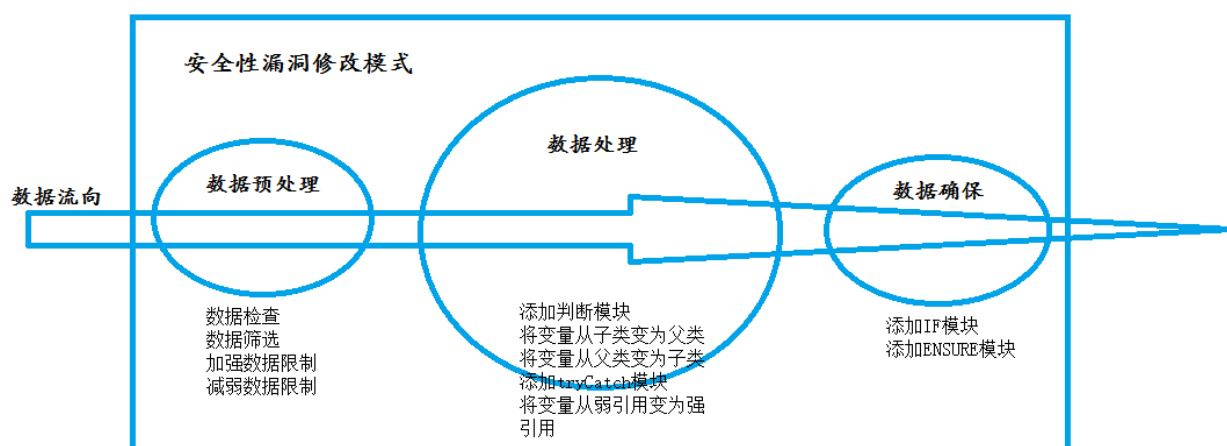 安全性漏洞修改模式
数据流向
数据预处理
数据处理
数据确保
数据检查
数据筛选
加强数据限制
减弱数据限制
添加判断模块
将变量从子类变为父类
将变量从父类变为子类
添加tryCatch模块
将变量从弱引用变为强
引用
添加IF模块
添加ENSURE模块